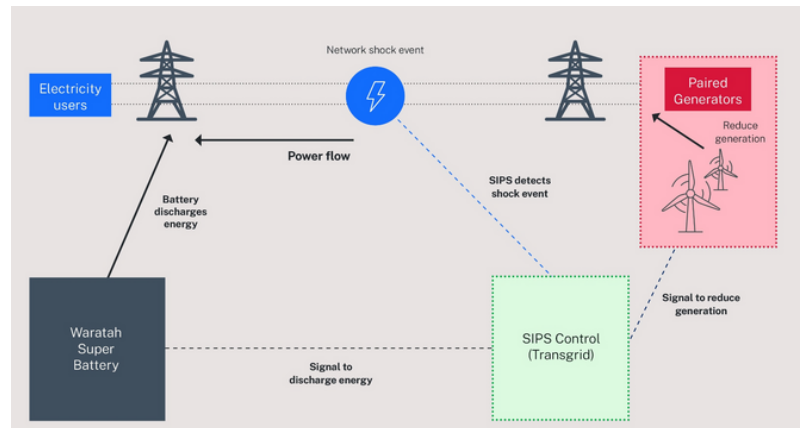 Network shock event
Electricity
users
Paired
Generators
Reduce
generation
Power flow
SIPS detects
shock event
Battery
discharges
energy
Signal to reduce
generation
Waratah
Super
Battery
SIPS Control
(Transgrid)
Signal to
discharge energy